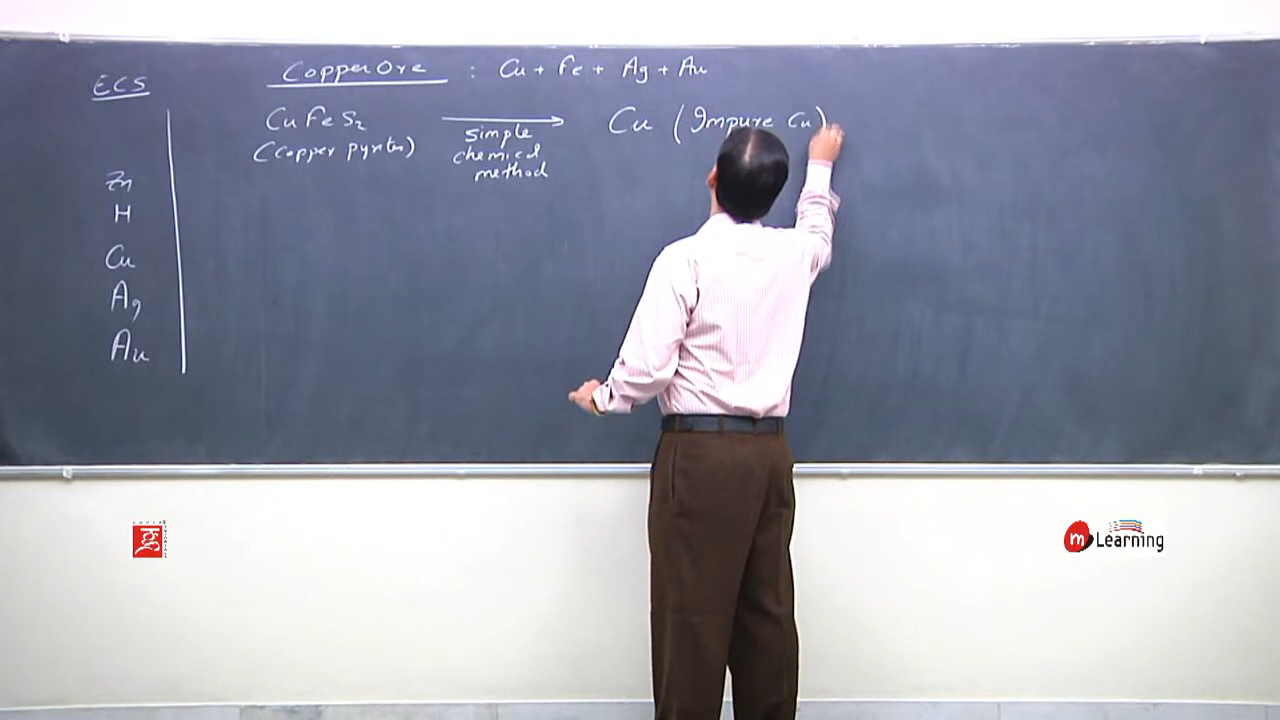 ECS
Copper Ore : Cu + Fe + Ag + Au
CuFeS2 → Cu (Impure Cu)
(Copper pyrites)
simple
chemical
method
Zn
H
Cu
Ag
Au
m Learning